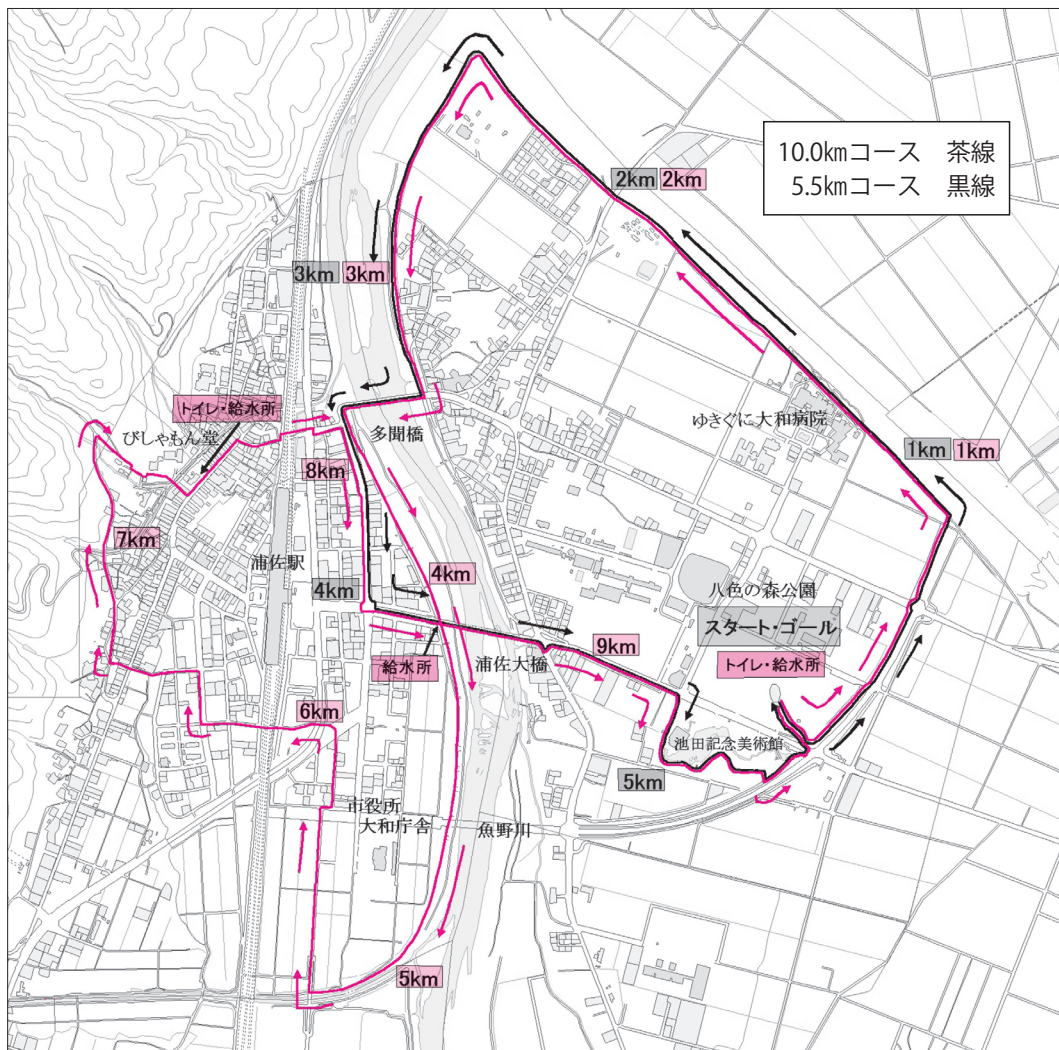 10.0㎞コース　茶線
5.5㎞コース　黒線
2km 2km
3km 3km
トイレ・給水所
びしゃもん堂
多聞橋
ゆきぐに大和病院
1km 1km
8km
7km
浦佐駅
4km
4km
八色の森公園
スタート・ゴール
給水所
浦佐大橋
9km
トイレ・給水所
6km
池田記念美術館
5km
市役所
大和庁舎
魚野川
5km